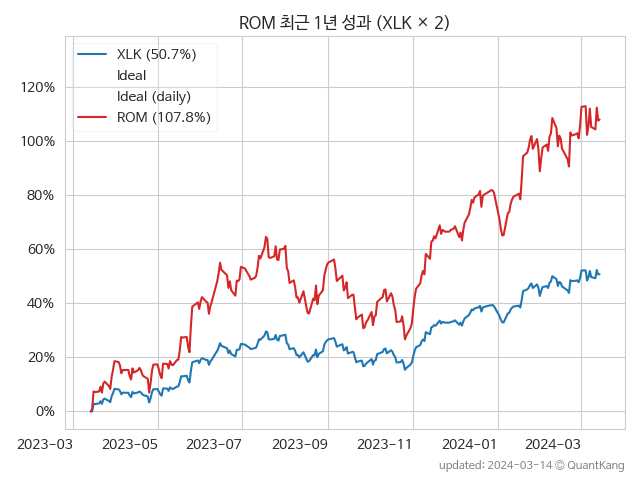 ROM 최근 1년 성과 (XLK × 2)
XLK (50.7%)
Ideal
Ideal (daily)
ROM (107.8%)
120%
100%
80%
60%
40%
20%
0%
2023-03 2023-05 2023-07 2023-09 2023-11 2024-01 2024-03
updated: 2024-03-14 © QuantKang